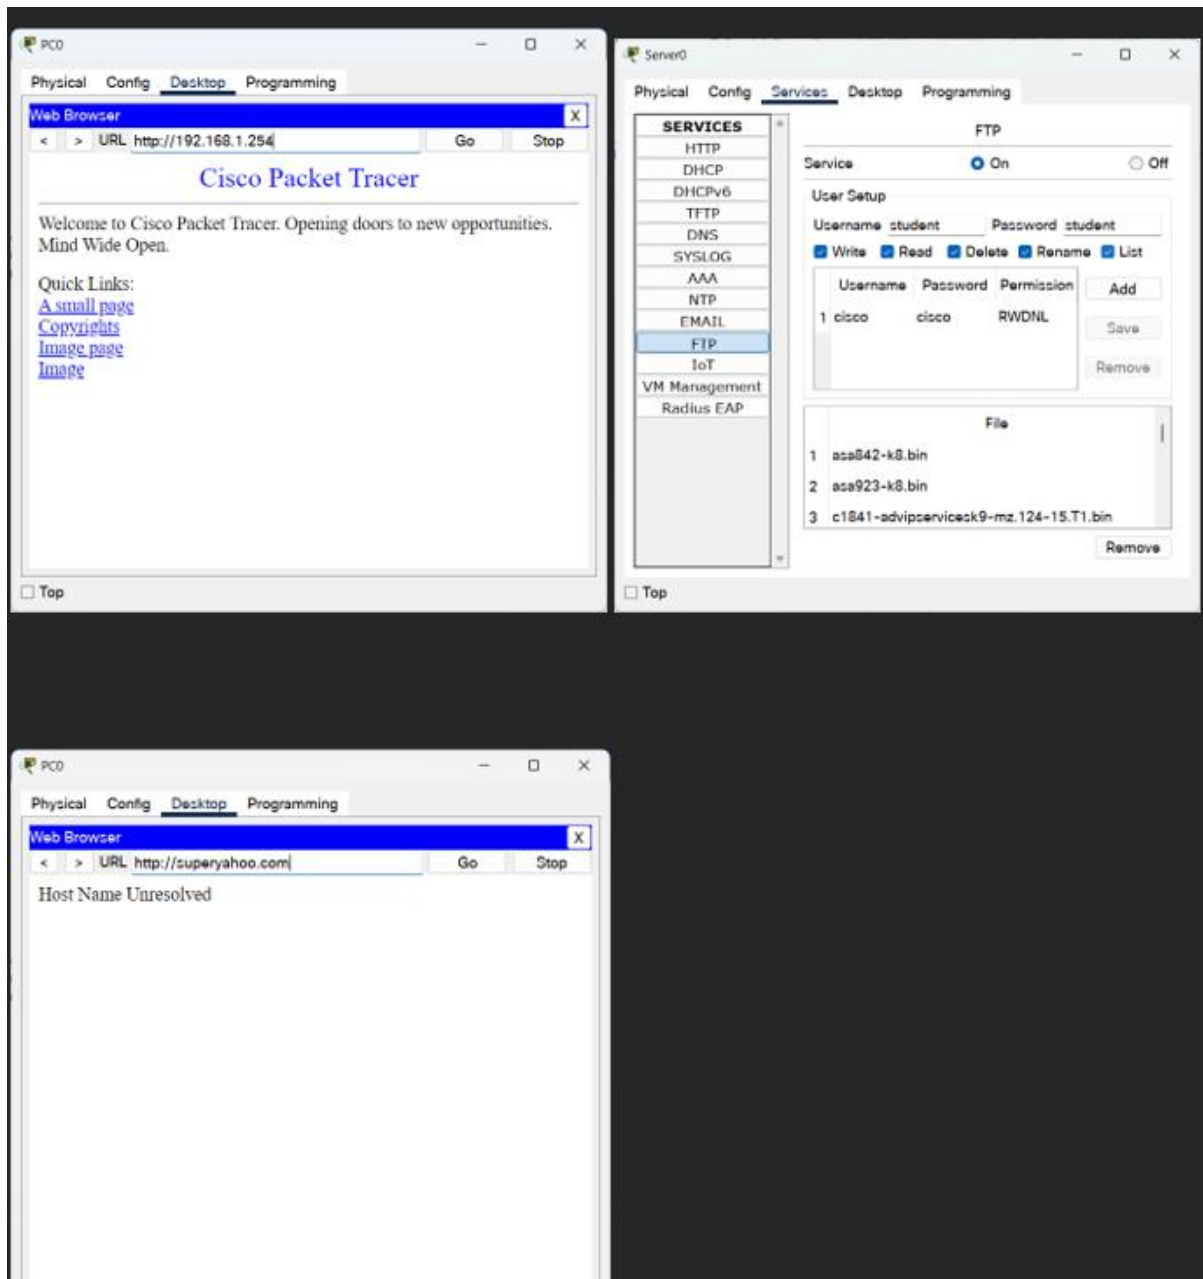 PC0
Physical Config Desktop Programming
Web Browser X
< > URL http://192.168.1.254 Go Stop
Cisco Packet Tracer
Welcome to Cisco Packet Tracer. Opening doors to new opportunities.
Mind Wide Open.
Quick Links:
A small page
Copyrights
Image page
Image
Top
Server0
Physical Config Services Desktop Programming
SERVICES
HTTP
DHCP
DHCPv6
TFTP
DNS
SYSLOG
AAA
NTP
EMAIL
FTP
IoT
VM Management
Radius EAP
FTP
Service On Off
User Setup
Username student Password student
Write Read Delete Rename List
Username Password Permission
1 cisco cisco RWDNL
Add
Save
Remove
File
1 asa842-k8.bin
2 asa923-k8.bin
3 c1841-advipservicesk9-mz.124-15.T1.bin
Remove
Top
PC0
Physical Config Desktop Programming
Web Browser X
< > URL http://superyahoo.com Go Stop
Host Name Unresolved